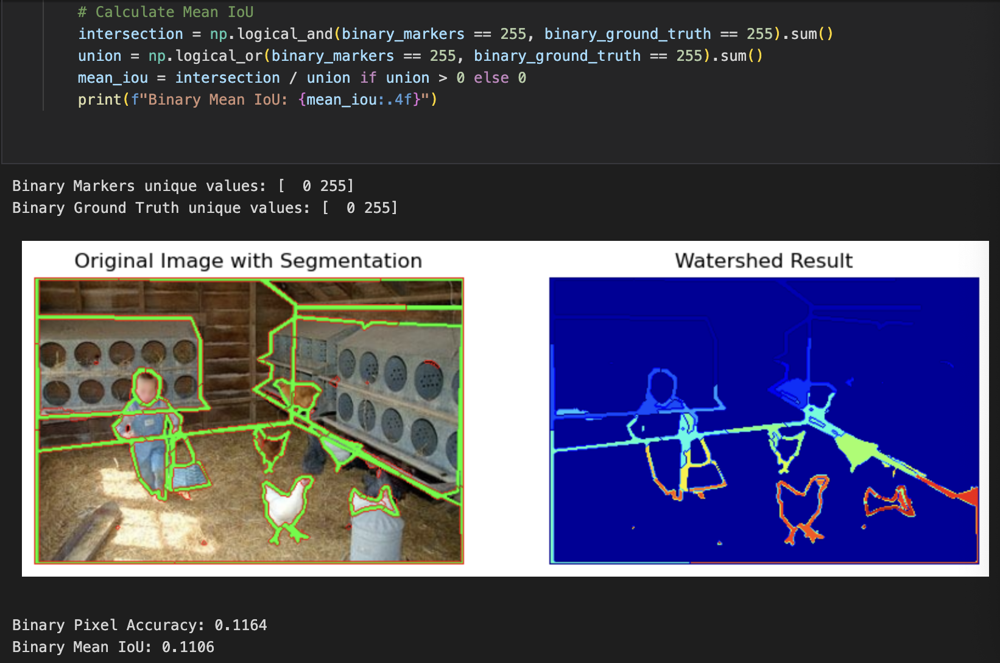 # Calculate Mean IoU
intersection = np.logical_and(binary_markers == 255, binary_ground_truth == 255).sum()
union = np.logical_or(binary_markers == 255, binary_ground_truth == 255).sum()
mean_iou = intersection / union if union > 0 else 0
print(f"Binary Mean IoU: {mean_iou:.4f}")
Binary Markers unique values: [  0 255]
Binary Ground Truth unique values: [  0 255]
Original Image with Segmentation
Watershed Result
Binary Pixel Accuracy: 0.1164
Binary Mean IoU: 0.1106